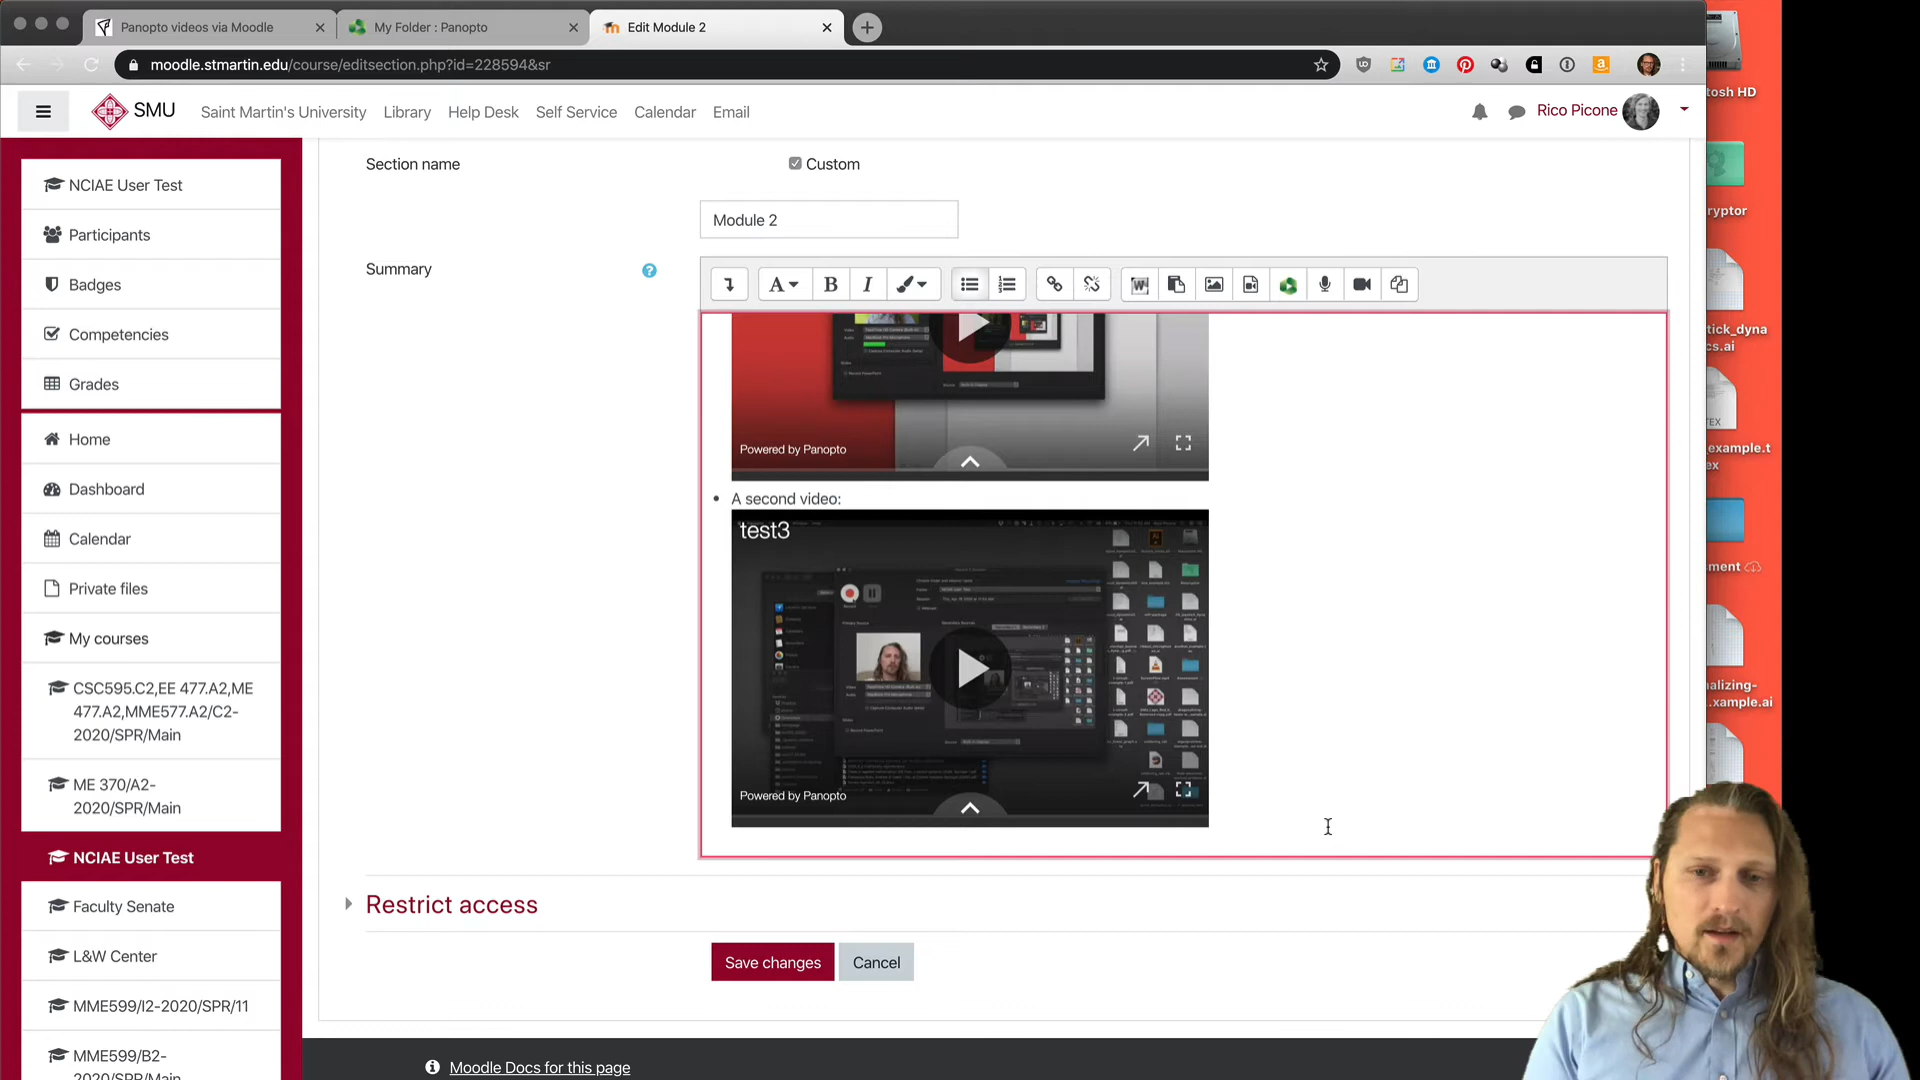 Panopto videos via Moodle
My Folder : Panopto
Edit Module 2
moodle.stmartin.edu/course/editsection.php?id=228594&sr
SMU
Saint Martin's University
Library
Help Desk
Self Service
Calendar
Email
Rico Picone
NCIAE User Test
Participants
Badges
Competencies
Grades
Home
Dashboard
Calendar
Private files
My courses
CSC595.C2,EE 477.A2,ME
477.A2,MME577.A2/C2-
2020/SPR/Main
ME 370/A2-
2020/SPR/Main
NCIAE User Test
Faculty Senate
L&W Center
MME599/I2-2020/SPR/11
MME599/B2-
2020/SPR/Main
Section name
Custom
Module 2
Summary
Powered by Panopto
A second video:
test3
Powered by Panopto
Restrict access
Save changes
Cancel
Moodle Docs for this page
tosh HD
ryptor
tick_dyna
cs.ai
TEX
example.t
ex
ment
alizing-
.xample.ai